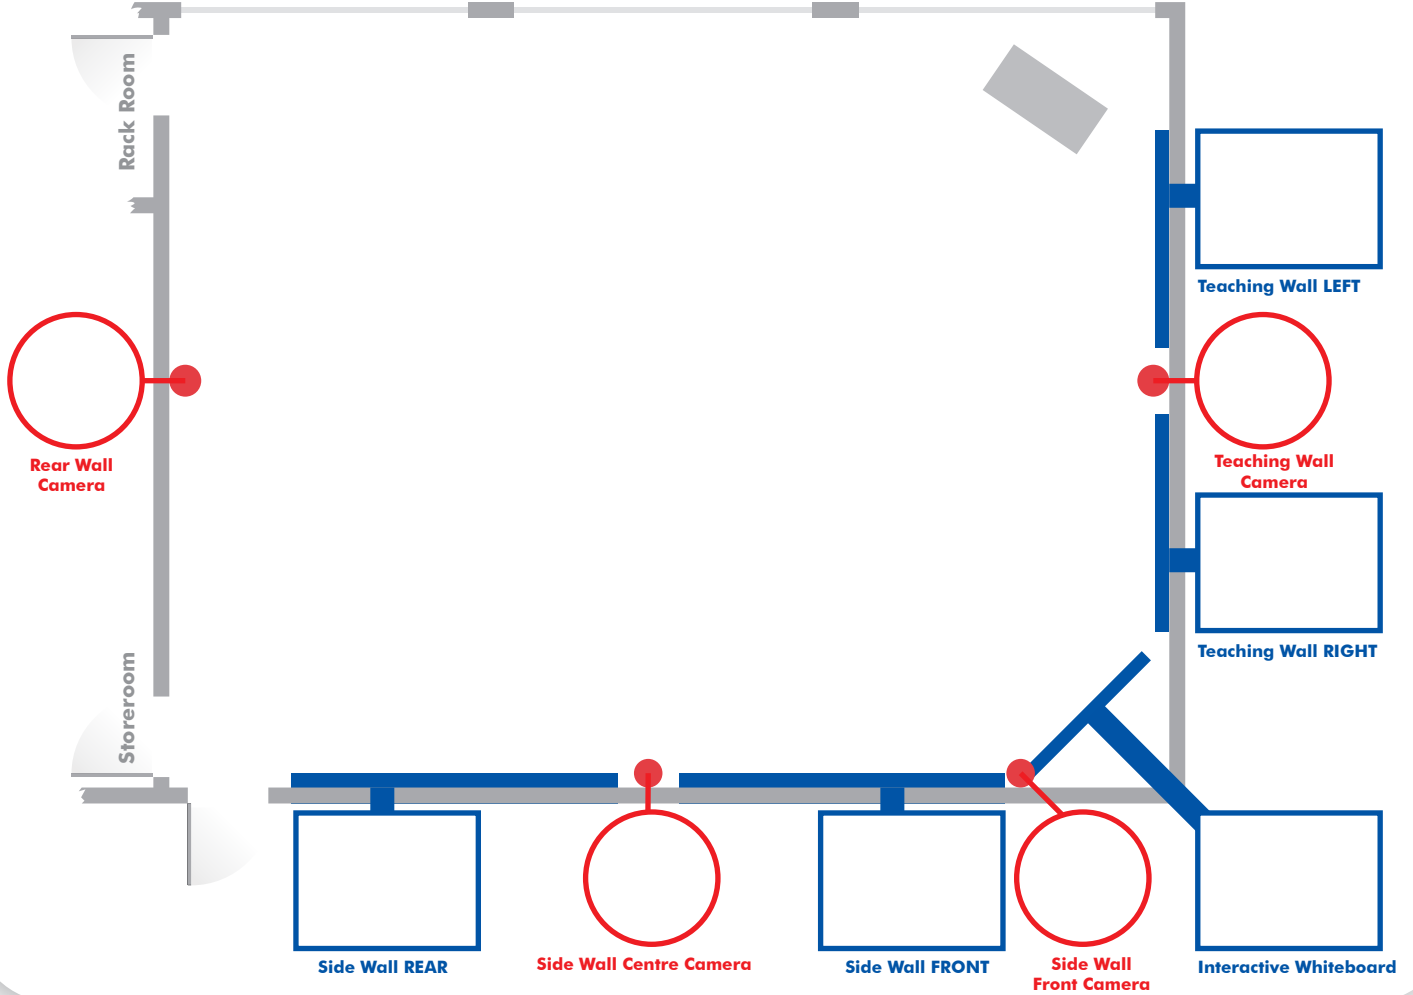 Rack Room
Teaching Wall LEFT
Rear Wall
Camera
Teaching Wall
Camera
Storeroom
Teaching Wall RIGHT
Side Wall REAR
Side Wall Centre Camera
Side Wall FRONT
Side Wall
Front Camera
Interactive Whiteboard